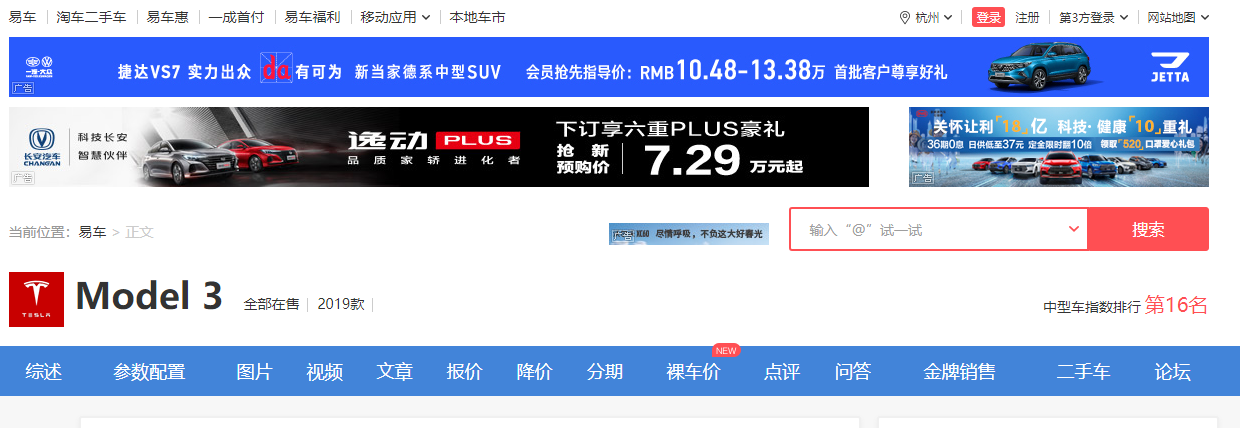 易车 淘车二手车 易车惠 一成首付 易车福利 移动应用 本地车市 杭州 登录 注册 第3方登录 网站地图
一汽-大众 捷达VS7 实力出众 da有可为 新当家德系中型SUV 会员抢先指导价：RMB10.48-13.38万 首批客户尊享好礼 JETTA
广告
长安汽车 CHANGAN 科技长安 智慧伙伴 逸动PLUS 品质家轿进化者 下订享六重PLUS豪礼 抢新预购价 7.29万元起
广告
关怀让利「18」亿 科技·健康「10」重礼
36期0息 日供低至37元 定金限时翻10倍 领取「520」口罩爱心礼包
广告
当前位置：易车 > 正文 广告 XC60 尽情呼吸，不负这大好春光 输入“@”试一试 搜索
TESLA Model 3 全部在售 2019款 中型车指数排行 第16名
NEW
综述 参数配置 图片 视频 文章 报价 降价 分期 裸车价 点评 问答 金牌销售 二手车 论坛